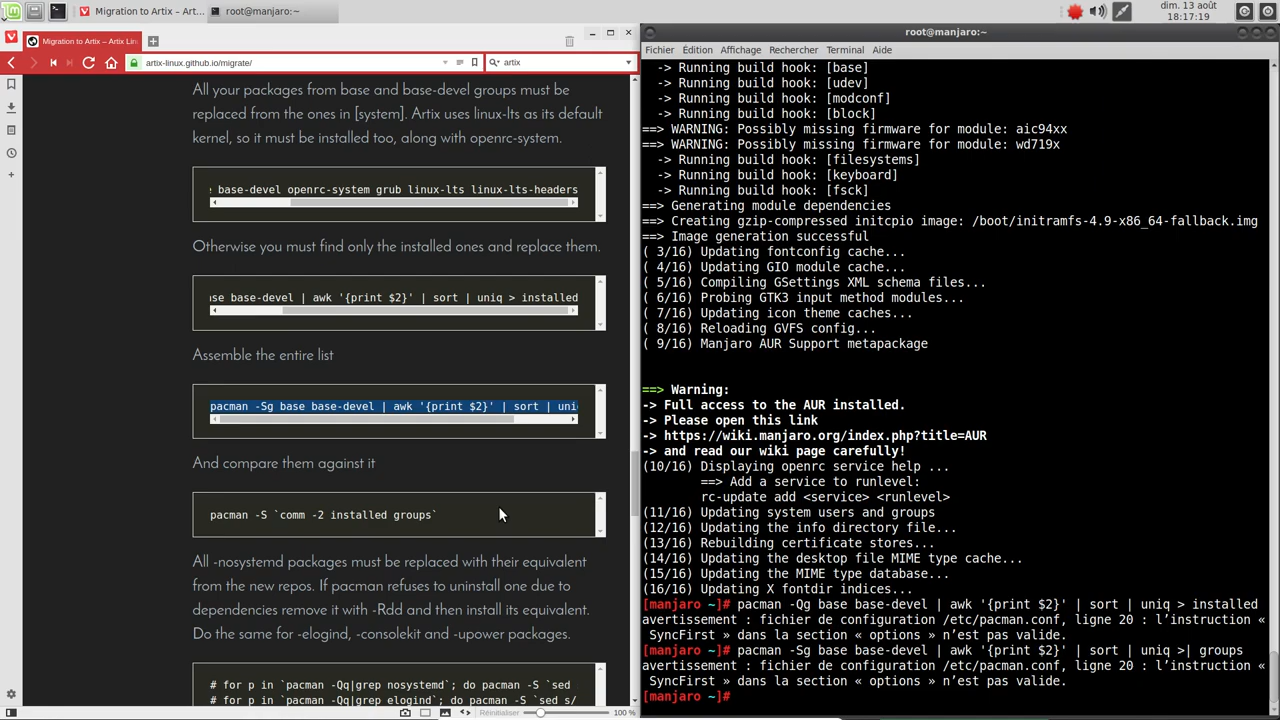 Migration to Artix – Art...
root@manjaro:~
dim. 13 août
18:17:19
Migration to Artix – Artix Lin
artix-linux.github.io/migrate/
artix
All your packages from base and base-devel groups must be
replaced from the ones in [system]. Artix uses linux-lts as its default
kernel, so it must be installed too, along with openrc-system.
base-devel openrc-system grub linux-lts linux-lts-headers
Otherwise you must find only the installed ones and replace them.
se base-devel | awk '{print $2}' | sort | uniq > installed
Assemble the entire list
pacman -Sg base base-devel | awk '{print $2}' | sort | uni
And compare them against it
pacman -S `comm -2 installed groups`
All -nosystemd packages must be replaced with their equivalent
from the new repos. If pacman refuses to uninstall one due to
dependencies remove it with -Rdd and then install its equivalent.
Do the same for -elogind, -consolekit and -upower packages.
# for p in `pacman -Qq|grep nosystemd`; do pacman -S `sed
# for p in `pacman -Qq|grep elogind`; do pacman -S `sed s/
Réinitialiser
100 %
root@manjaro:~
Fichier Édition Affichage Rechercher Terminal Aide
-> Running build hook: [base]
-> Running build hook: [udev]
-> Running build hook: [modconf]
-> Running build hook: [block]
==> WARNING: Possibly missing firmware for module: aic94xx
==> WARNING: Possibly missing firmware for module: wd719x
-> Running build hook: [filesystems]
-> Running build hook: [keyboard]
-> Running build hook: [fsck]
==> Generating module dependencies
==> Creating gzip-compressed initcpio image: /boot/initramfs-4.9-x86_64-fallback.img
==> Image generation successful
( 3/16) Updating fontconfig cache...
( 4/16) Updating GIO module cache...
( 5/16) Compiling GSettings XML schema files...
( 6/16) Probing GTK3 input method modules...
( 7/16) Updating icon theme caches...
( 8/16) Reloading GVFS config...
( 9/16) Manjaro AUR Support metapackage
==> Warning:
-> Full access to the AUR installed.
-> Please open this link
-> https://wiki.manjaro.org/index.php?title=AUR
-> and read our wiki page carefully!
(10/16) Displaying openrc service help ...
==> Add a service to runlevel:
rc-update add <service> <runlevel>
(11/16) Updating system users and groups
(12/16) Updating the info directory file...
(13/16) Rebuilding certificate stores...
(14/16) Updating the desktop file MIME type cache...
(15/16) Updating the MIME type database...
(16/16) Updating X fontdir indices...
[manjaro ~]# pacman -Qg base base-devel | awk '{print $2}' | sort | uniq > installed
avertissement : fichier de configuration /etc/pacman.conf, ligne 20 : l’instruction «
SyncFirst » dans la section « options » n’est pas valide.
[manjaro ~]# pacman -Sg base base-devel | awk '{print $2}' | sort | uniq >| groups
avertissement : fichier de configuration /etc/pacman.conf, ligne 20 : l’instruction «
SyncFirst » dans la section « options » n’est pas valide.
[manjaro ~]#